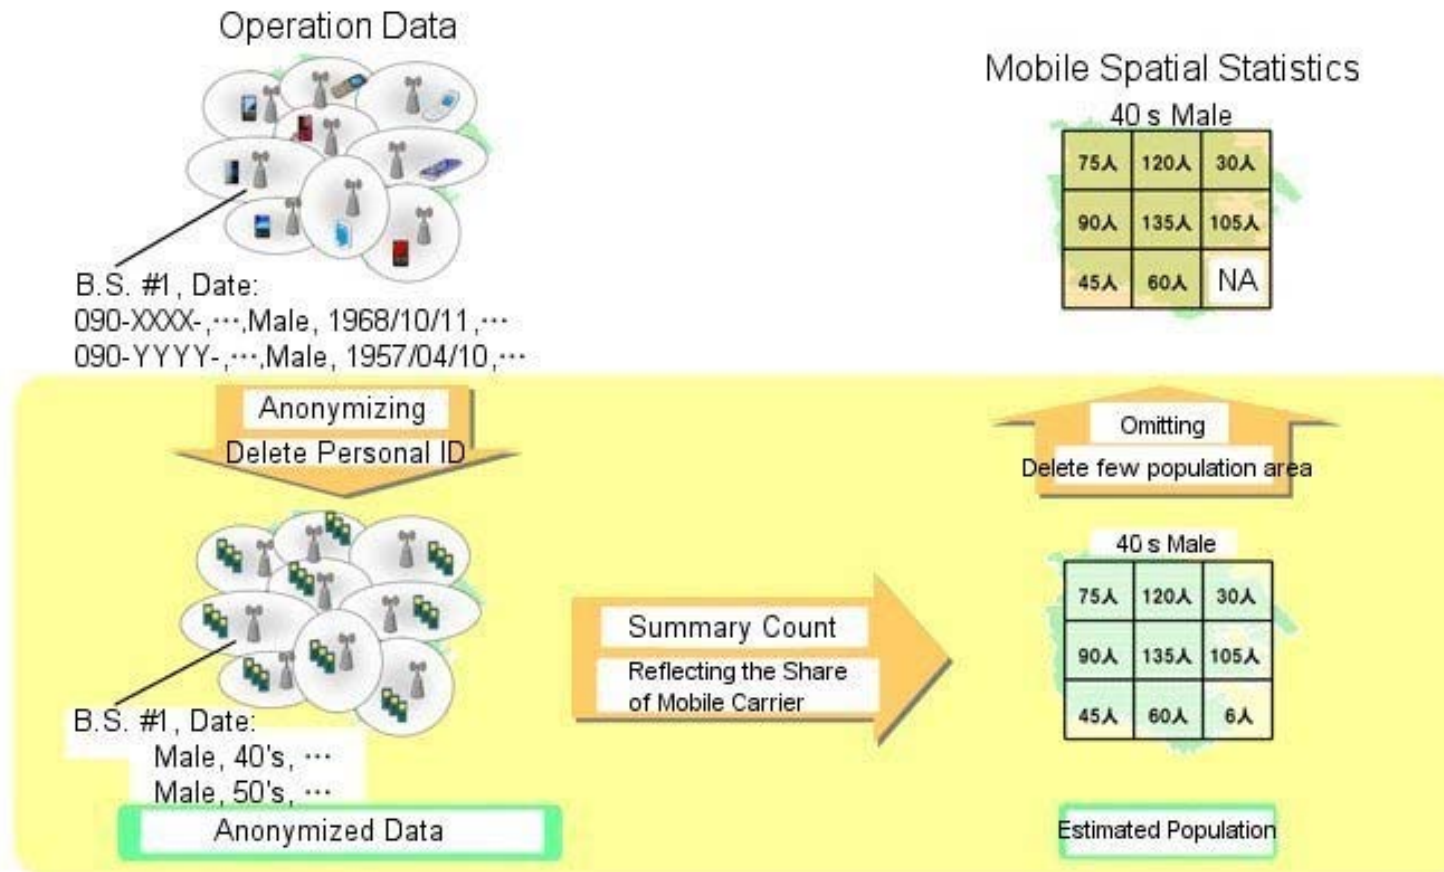 Operation Data
B.S. #1, Date:
090-XXXX-,…,Male, 1968/10/11,…
090-YYYY-,…,Male, 1957/04/10,…
Anonymizing
Delete Personal ID
B.S. #1, Date:
Male, 40's, …
Male, 50's, …
Anonymized Data
Summary Count
Reflecting the Share
of Mobile Carrier
Mobile Spatial Statistics
40 s Male
75人 120人 30人
90人 135人 105人
45人 60人 NA
Omitting
Delete few population area
40 s Male
75人 120人 30人
90人 135人 105人
45人 60人 6人
Estimated Population